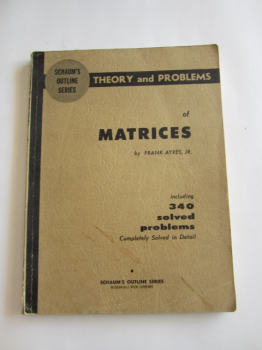 SCHAUM'S
OUTLINE
SERIES
THEORY and PROBLEMS
of
MATRICES
by FRANK AYRES, JR.
including
340
solved
problems
Completely Solved in Detail
SCHAUM'S OUTLINE SERIES